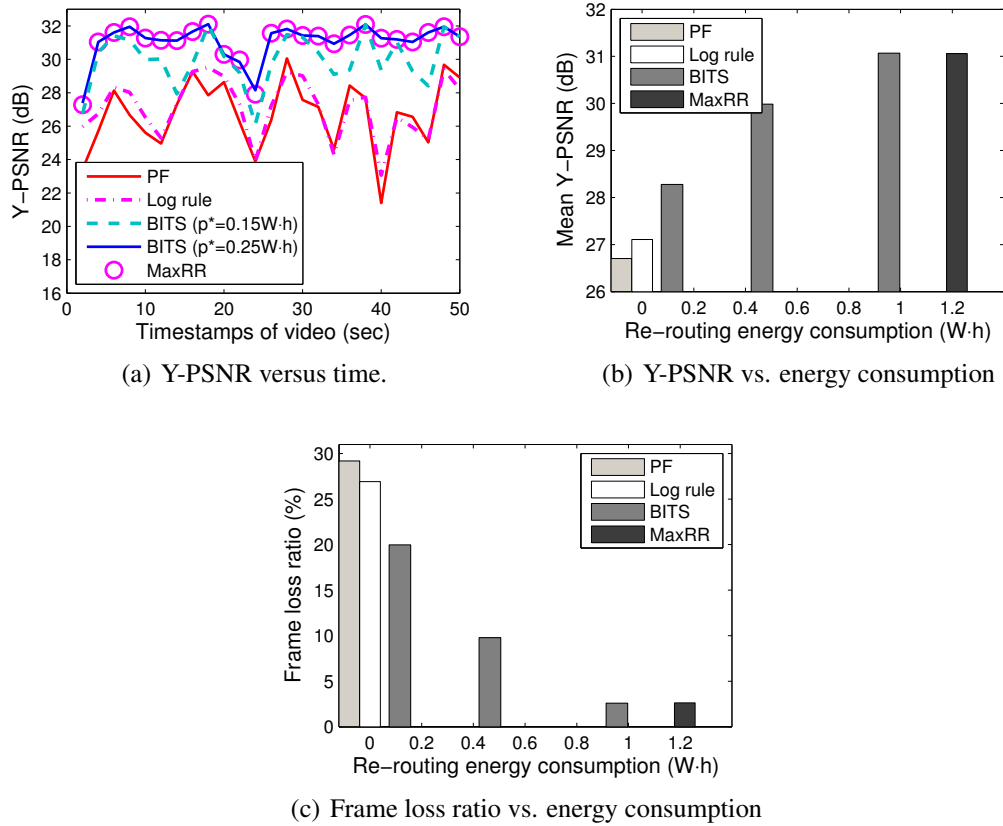 32
30
28
26
24
22
20
18
16
0
10
20
30
40
50
Y−PSNR (dB)
Timestamps of video (sec)
PF
Log rule
BITS (p*=0.15W·h)
BITS (p*=0.25W·h)
MaxRR
(a) Y-PSNR versus time.
32
31
30
29
28
27
26
0
0.2
0.4
0.6
0.8
1
1.2
Mean Y−PSNR (dB)
Re−routing energy consumption (W·h)
PF
Log rule
BITS
MaxRR
(b) Y-PSNR vs. energy consumption
30
25
20
15
10
5
0
0
0.2
0.4
0.6
0.8
1
1.2
Frame loss ratio (%)
Re−routing energy consumption (W·h)
PF
Log rule
BITS
MaxRR
(c) Frame loss ratio vs. energy consumption